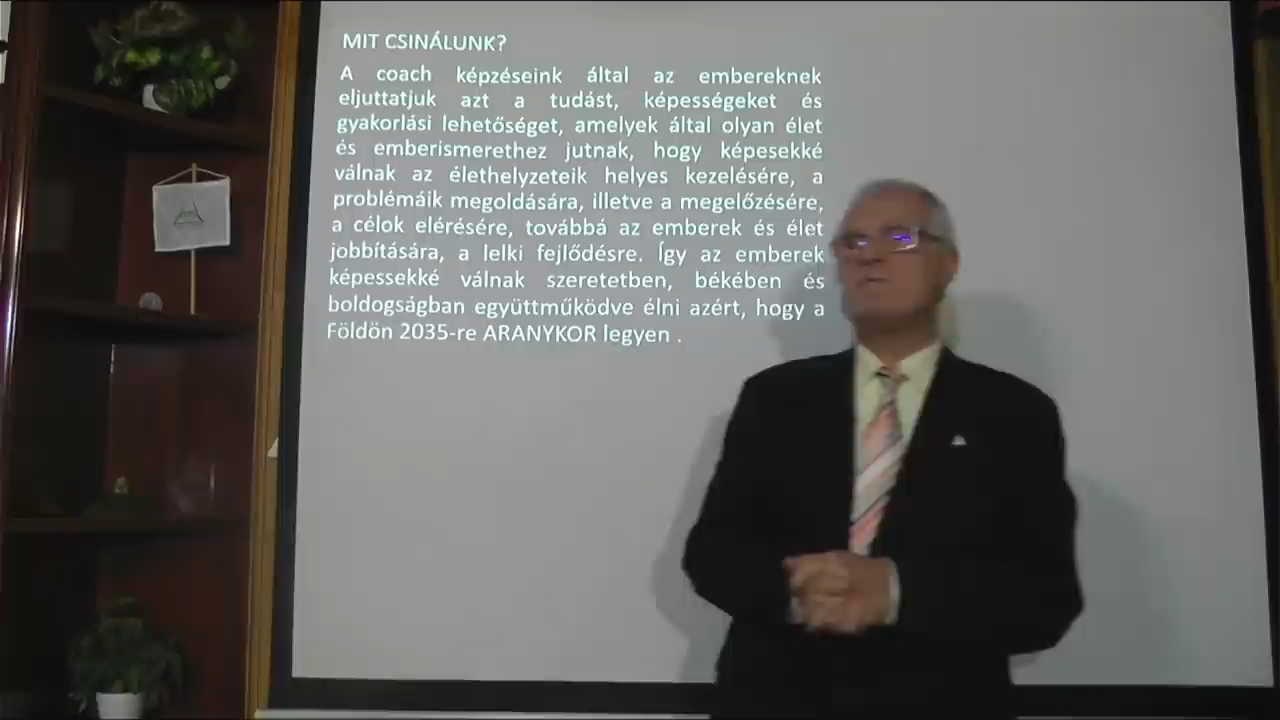 MIT CSINÁLUNK?
A coach képzéseink által az embereknek
eljuttatjuk azt a tudást, képességeket és
gyakorlási lehetőséget, amelyek által olyan élet
és emberismerethez jutnak, hogy képesekké
válnak az élethelyzeteik helyes kezelésére, a
problémáik megoldására, illetve a megelőzésére,
a célok elérésére, továbbá az emberek és élet
jobbítására, a lelki fejlődésre. Így az emberek
képessekké válnak szeretetben, békében és
boldogságban együttműködve élni azért, hogy a
Földön 2035-re ARANYKOR legyen .